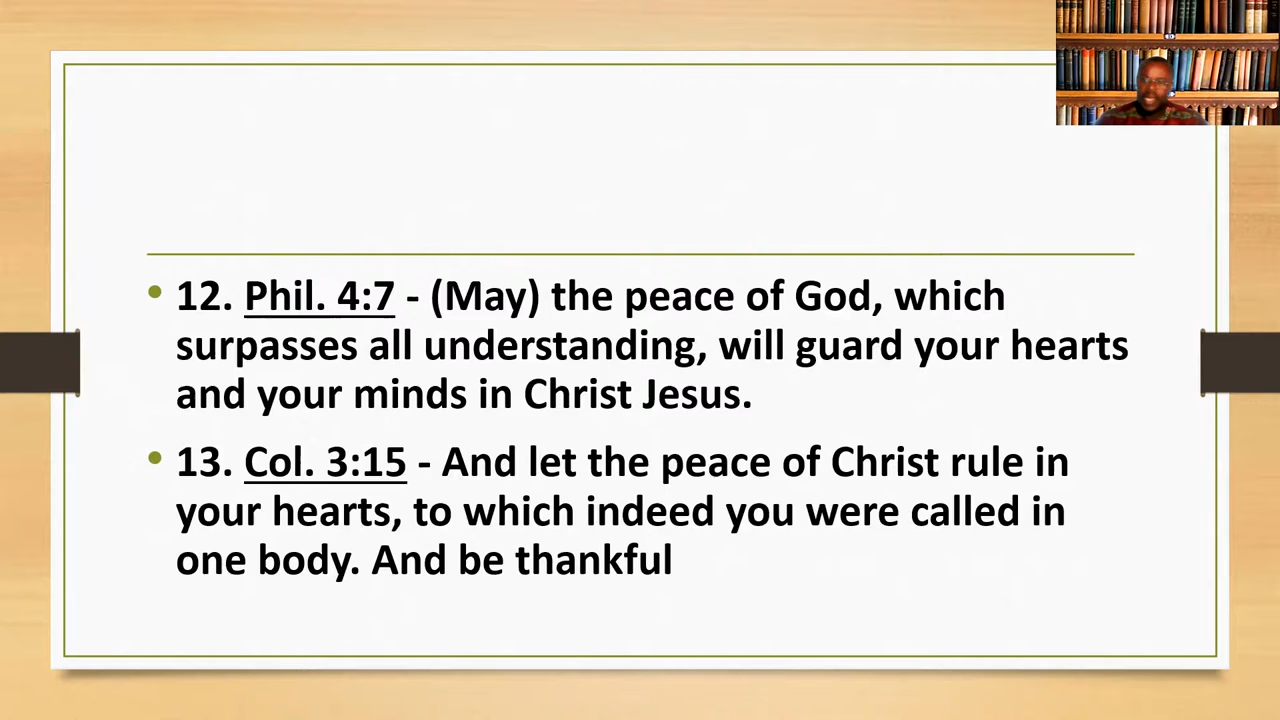 12. Phil. 4:7 - (May) the peace of God, which
surpasses all understanding, will guard your hearts
and your minds in Christ Jesus.
13. Col. 3:15 - And let the peace of Christ rule in
your hearts, to which indeed you were called in
one body. And be thankful